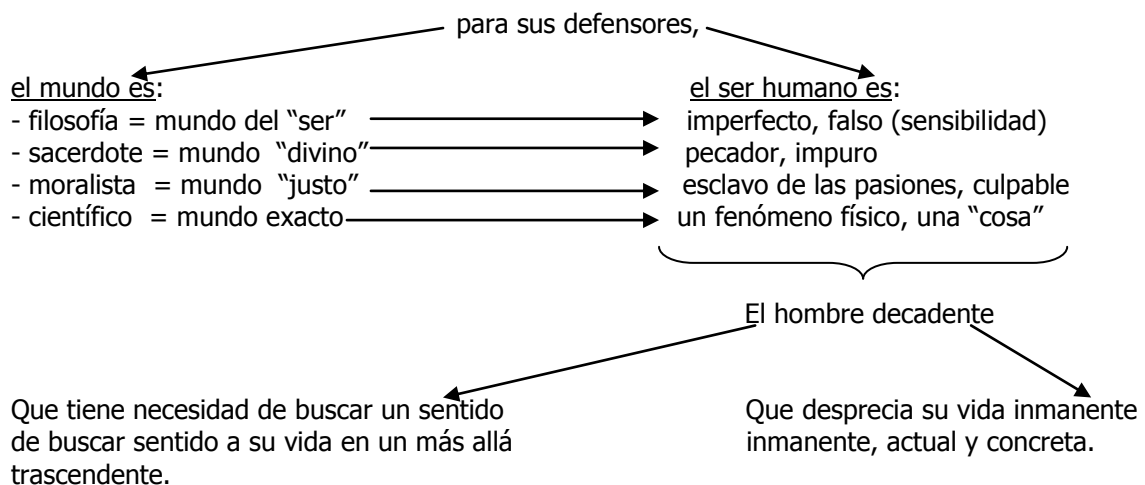 para sus defensores,
el mundo es:
- filosofía = mundo del “ser”
- sacerdote = mundo “divino”
- moralista = mundo “justo”
- científico = mundo exacto
el ser humano es:
imperfecto, falso (sensibilidad)
pecador, impuro
esclavo de las pasiones, culpable
un fenómeno físico, una “cosa”
El hombre decadente
Que tiene necesidad de buscar un sentido
de buscar sentido a su vida en un más allá
trascendente.
Que desprecia su vida inmanente
inmanente, actual y concreta.